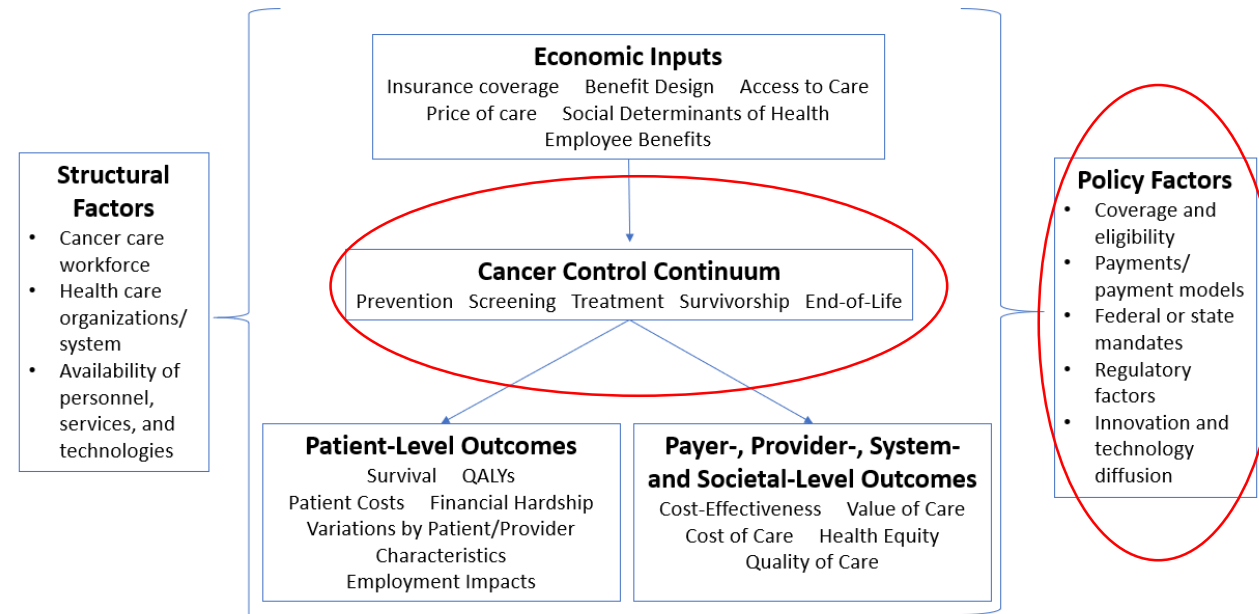 Economic Inputs
Insurance coverage Benefit Design Access to Care
Price of care Social Determinants of Health
Employee Benefits
Structural
Factors
• Cancer care
workforce
• Health care
organizations/
system
• Availability of
personnel,
services, and
technologies
Cancer Control Continuum
Prevention Screening Treatment Survivorship End-of-Life
Patient-Level Outcomes
Survival QALYs
Patient Costs Financial Hardship
Variations by Patient/Provider
Characteristics
Employment Impacts
Payer-, Provider-, System-
and Societal-Level Outcomes
Cost-Effectiveness Value of Care
Cost of Care Health Equity
Quality of Care
Policy Factors
• Coverage and
eligibility
• Payments/
payment models
• Federal or state
mandates
• Regulatory
factors
• Innovation and
technology
diffusion